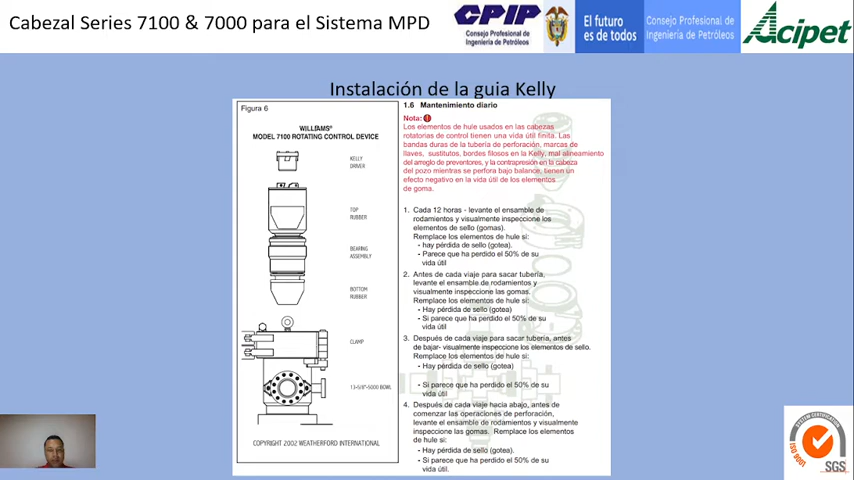 Cabezal Series 7100 & 7000 para el Sistema MPD
CPIP
Consejo Profesional de
Ingeniería de Petróleos
El futuro
es de todos
Consejo Profesional de
Ingeniería de Petróleos
Acipet
Instalación de la guia Kelly
Figura 6
WILLIAMS®
MODEL 7100 ROTATING CONTROL DEVICE
KELLY
DRIVER
TOP
RUBBER
BEARING
ASSEMBLY
BOTTOM
RUBBER
CLAMP
13-5/8"-5000 BOWL
COPYRIGHT 2002 WEATHERFORD INTERNATIONAL
1.6 Mantenimiento diario
Nota:
Los elementos de hule usados en las cabezas
rotatorias de control tienen una vida útil finita. Las
bandas duras de la tubería de perforación, marcas de
llaves, sustitutos, bordes filosos en la Kelly, mal alineamiento
del arreglo de preventores, y la contrapresión en la cabeza
del pozo mientras se perfora bajo balance, tienen un
efecto negativo en la vida útil de los elementos
de goma.
1. Cada 12 horas - levante el ensamble de
rodamientos y visualmente inspeccione los
elementos de sello (gomas).
Remplace los elementos de hule si:
- hay pérdida de sello (gotea).
- Parece que ha perdido el 50% de su
vida útil
2. Antes de cada viaje para sacar tubería,
levante el ensamble de rodamientos y
visualmente inspeccione las gomas.
Remplace los elementos de hule si:
- Hay pérdida de sello (gotea)
- Si parece que ha perdido el 50% de su
vida útil
3. Después de cada viaje para sacar tubería, antes
de bajar- visualmente inspeccione los elementos de sello.
Remplace los elementos de hule si:
- Hay pérdida de sello (gotea)
- Si parece que ha perdido el 50% de su
vida útil
4. Después de cada viaje hacia abajo, antes de
comenzar las operaciones de perforación,
levante el ensamble de rodamientos y visualmente
inspeccione las gomas. Remplace los elementos
de hule si:
- Hay pérdida de sello (gotea).
- Si parece que ha perdido el 50% de su
vida útil.
SYSTEM CERTIFICATION
ISO 9001
SGS